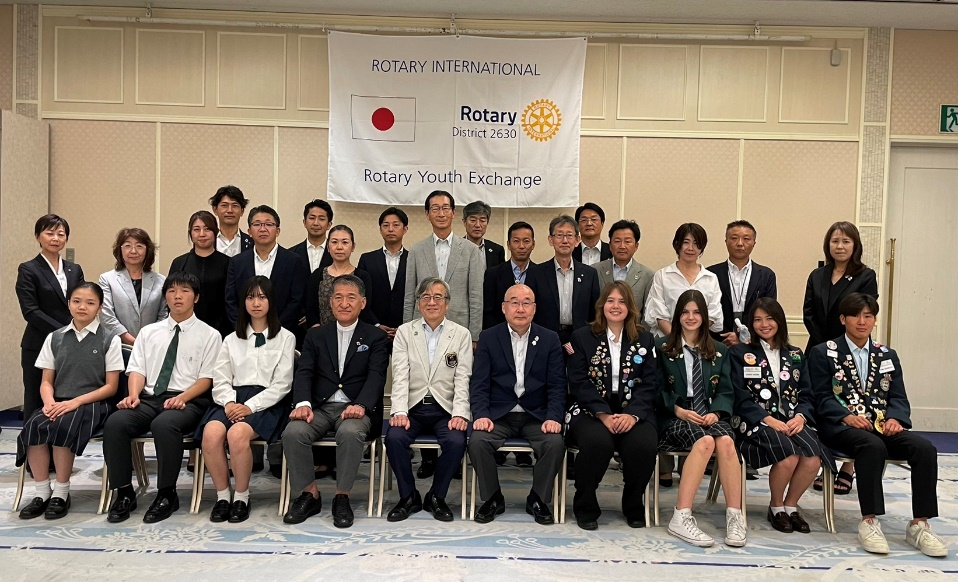 ROTARY INTERNATIONAL
Rotary
District 2630
Rotary Youth Exchange